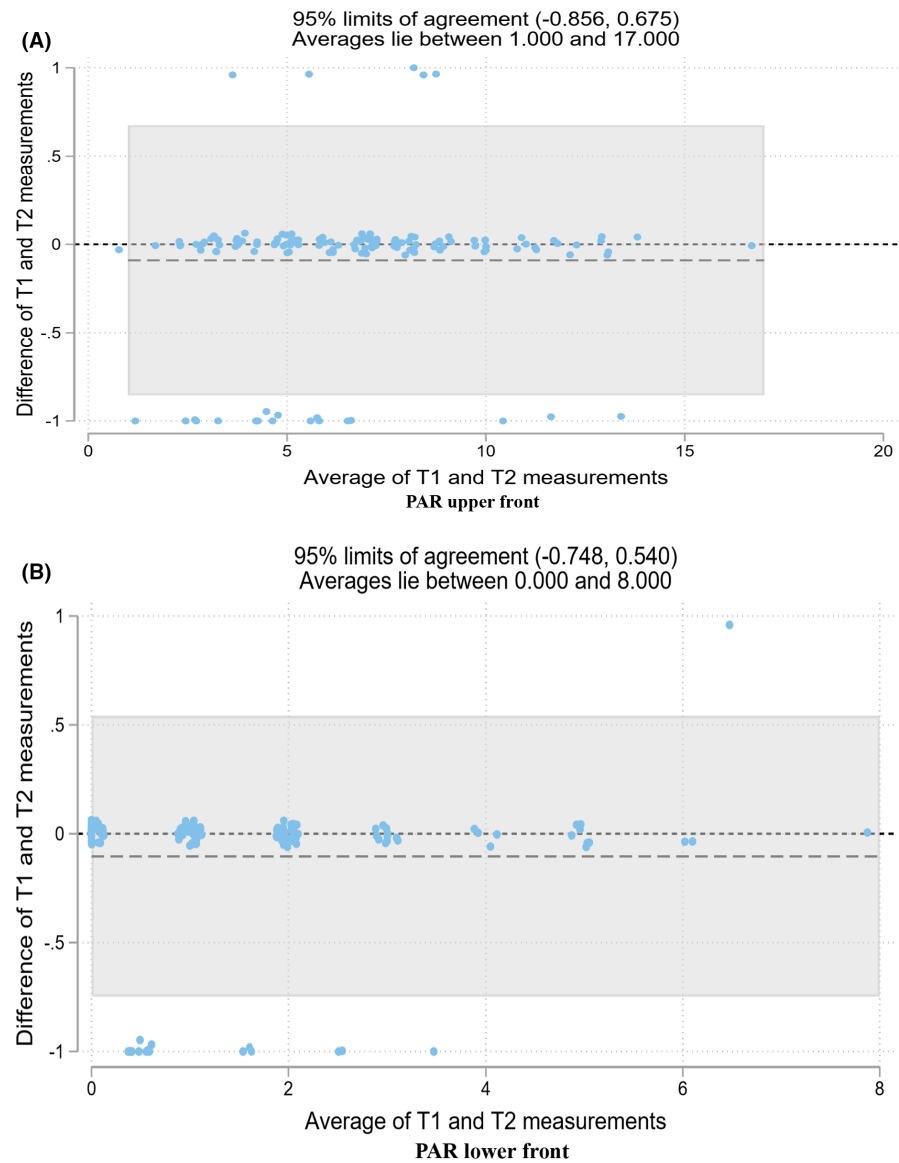 95% limits of agreement (-0.856, 0.675)
(A)
Averages lie between 1.000 and 17.000
Difference of T1 and T2 measurements
1
.5
0
-.5
-1
0 5 10 15 20
Average of T1 and T2 measurements
PAR upper front
95% limits of agreement (-0.748, 0.540)
(B)
Averages lie between 0.000 and 8.000
Difference of T1 and T2 measurements
1
.5
0
-.5
-1
0 2 4 6 8
Average of T1 and T2 measurements
PAR lower front